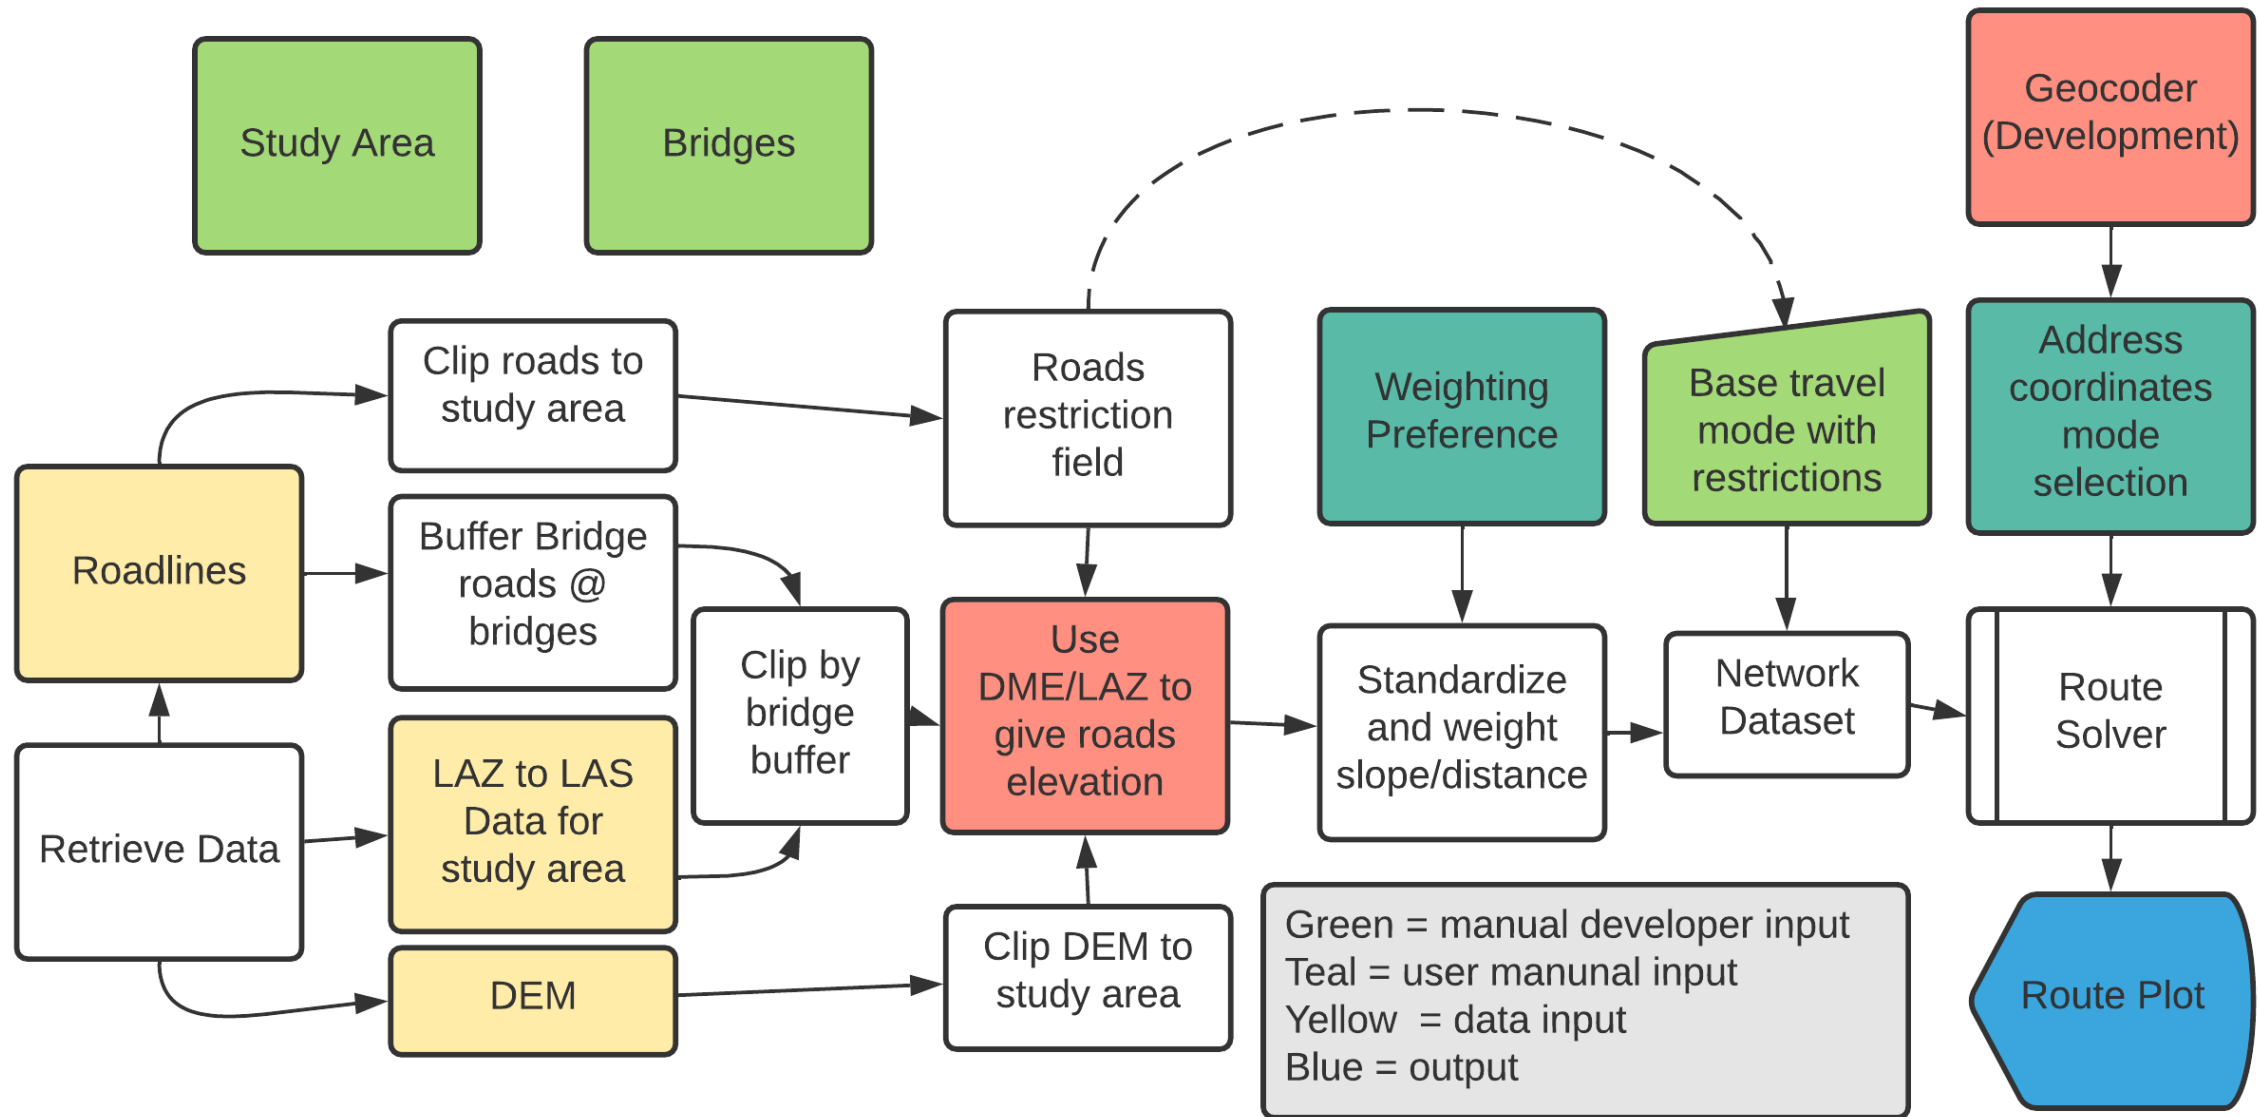 Study Area
Bridges
Geocoder
(Development)
Clip roads to
study area
Roads
restriction
field
Weighting
Preference
Base travel
mode with
restrictions
Address
coordinates
mode
selection
Roadlines
Buffer Bridge
roads @
bridges
Clip by
bridge
buffer
Use
DME/LAZ to
give roads
elevation
Standardize
and weight
slope/distance
Network
Dataset
Route
Solver
Retrieve Data
LAZ to LAS
Data for
study area
DEM
Clip DEM to
study area
Green = manual developer input
Teal = user manunal input
Yellow  = data input
Blue = output
Route Plot